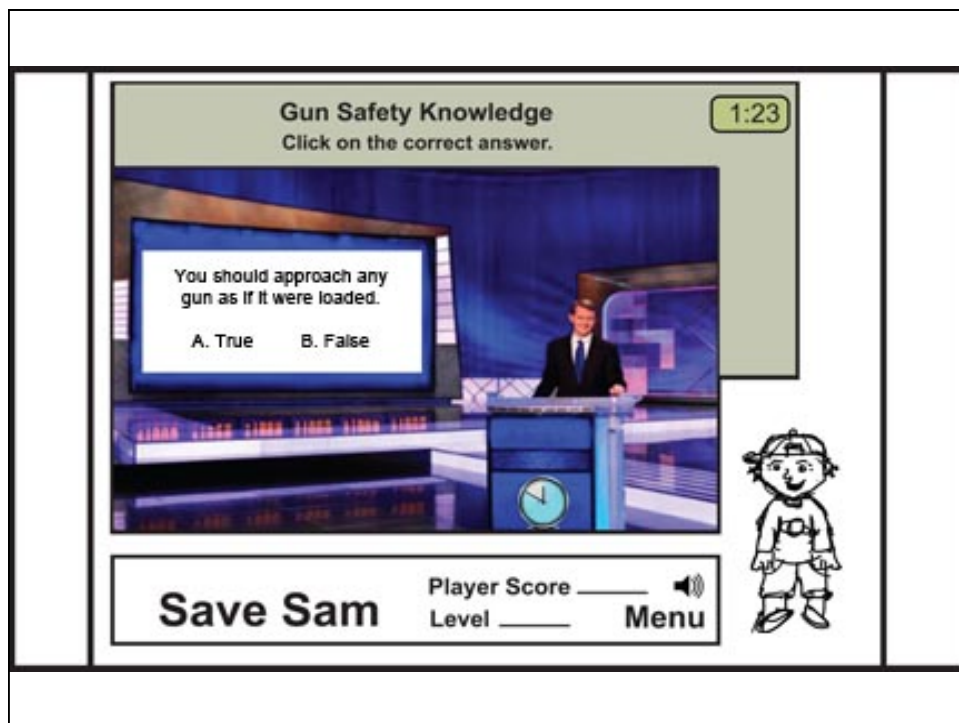 Gun Safety Knowledge
1:23
Click on the correct answer.
You should approach any
gun as if it were loaded.
A. True B. False
Save Sam
Player Score
Level
Menu